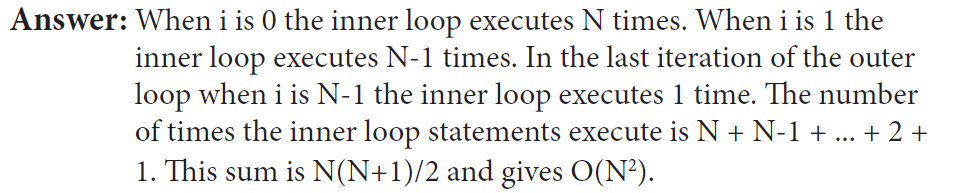 Answer: When i is 0 the inner loop executes N times. When i is 1 the
inner loop executes N-1 times. In the last iteration of the outer
loop when i is N-1 the inner loop executes 1 time. The number
of times the inner loop statements execute is N + N-1 + ... + 2 +
1. This sum is N(N+1)/2 and gives O(N²).